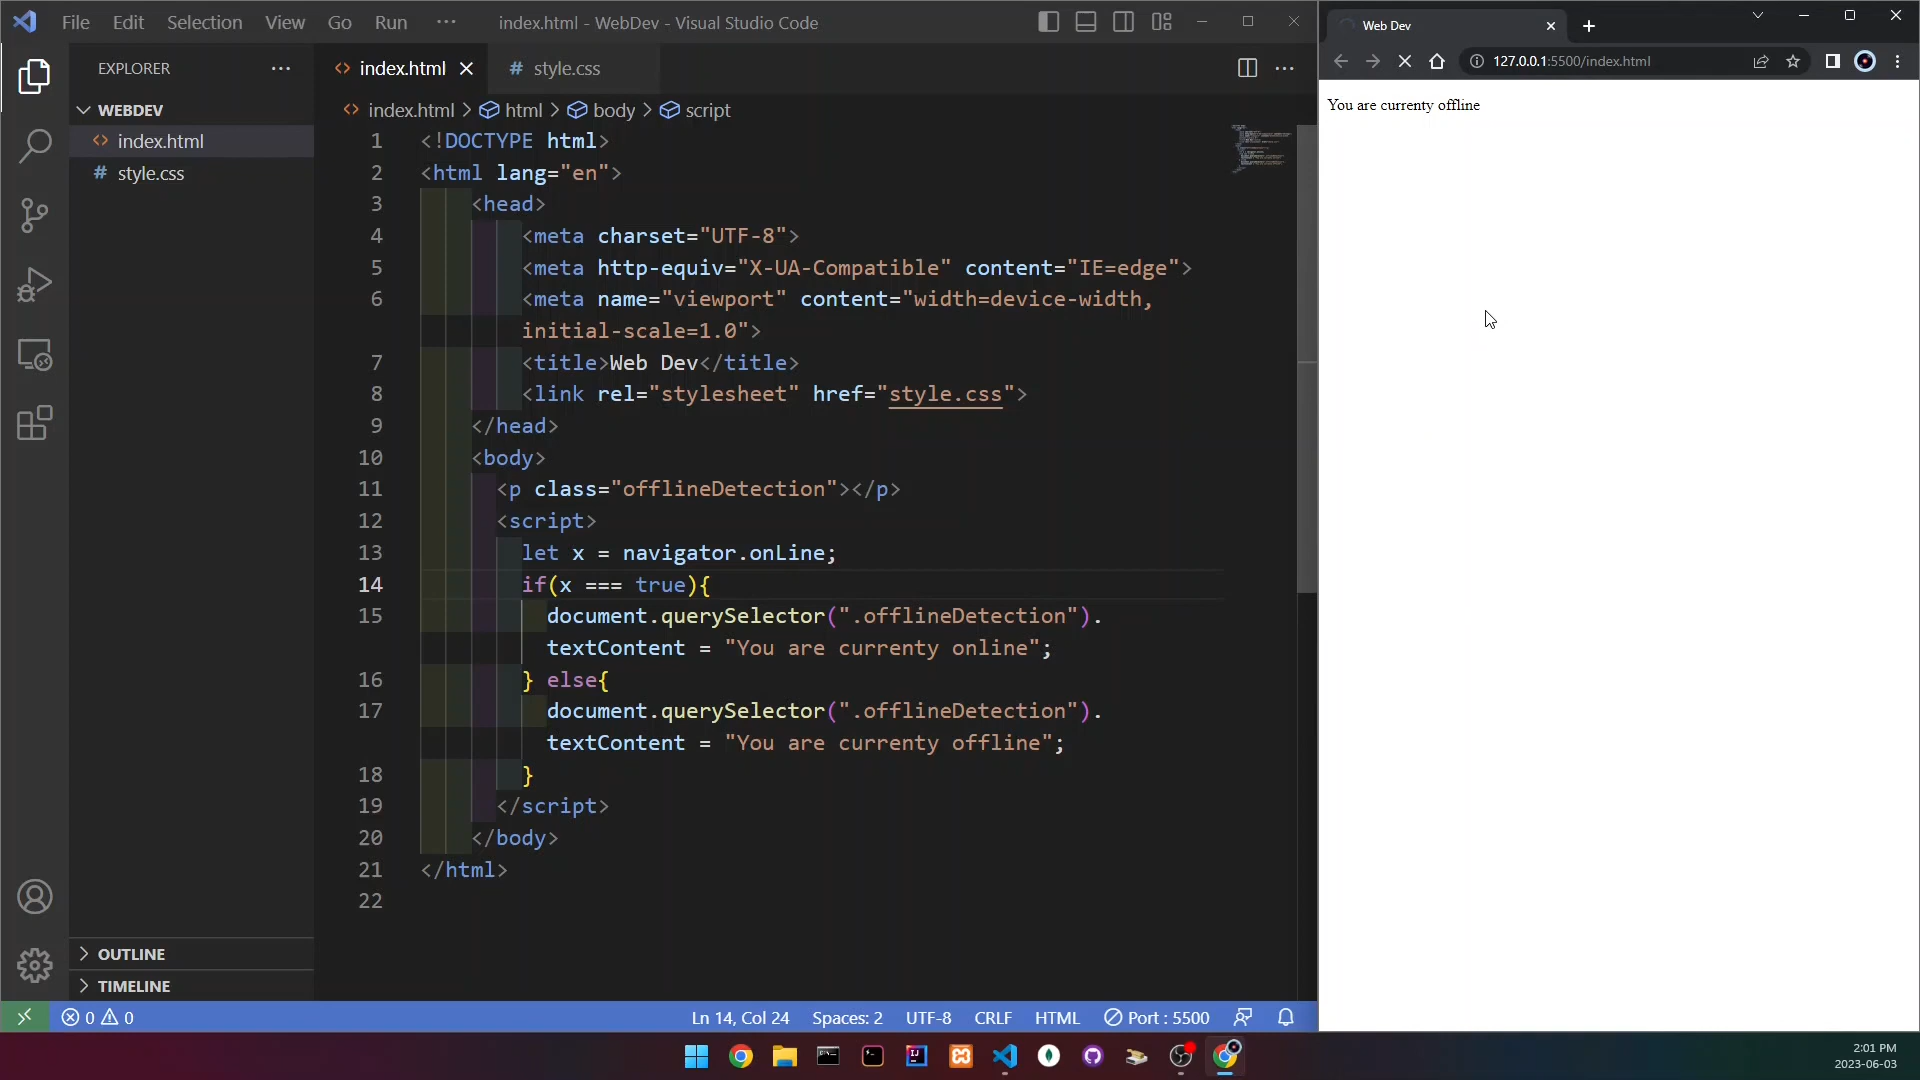 File Edit Selection View Go Run ··· index.html - WebDev - Visual Studio Code
EXPLORER ···
WEBDEV
index.html
style.css
OUTLINE
TIMELINE
index.html
# style.css
index.html > html > body > script
1 <!DOCTYPE html>
2 <html lang="en">
3 <head>
4 <meta charset="UTF-8">
5 <meta http-equiv="X-UA-Compatible" content="IE=edge">
6 <meta name="viewport" content="width=device-width,
initial-scale=1.0">
7 <title>Web Dev</title>
8 <link rel="stylesheet" href="style.css">
9 </head>
10 <body>
11 <p class="offlineDetection"></p>
12 <script>
13 let x = navigator.onLine;
14 if(x === true){
15 document.querySelector(".offlineDetection").
textContent = "You are currenty online";
16 } else{
17 document.querySelector(".offlineDetection").
textContent = "You are currenty offline";
18 }
19 </script>
20 </body>
21 </html>
22
0 0 Ln 14, Col 24 Spaces: 2 UTF-8 CRLF HTML Port : 5500
Web Dev
127.0.0.1:5500/index.html
You are currenty offline
2:01 PM
2023-06-03